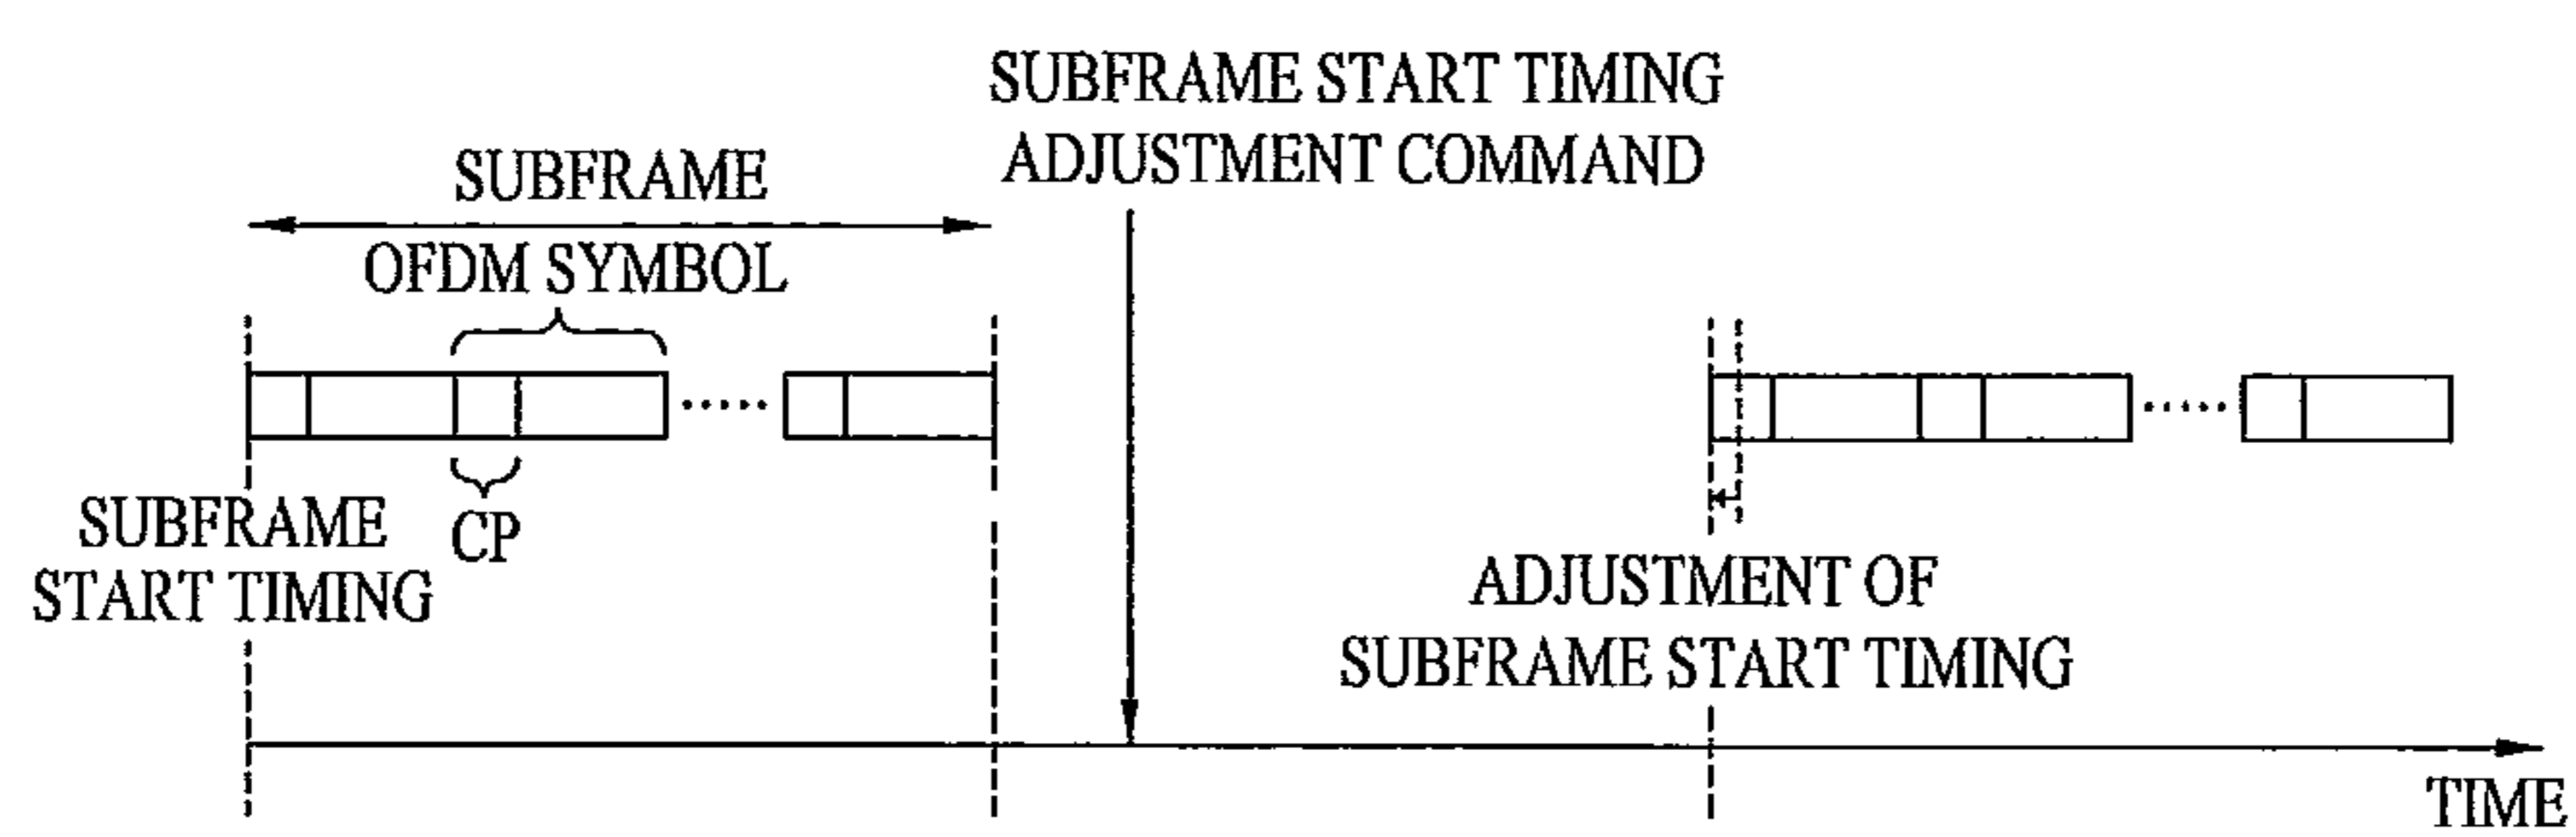 SUBFRAME START TIMING
ADJUSTMENT COMMAND
SUBFRAME
OFDM SYMBOL
CP
SUBFRAME
START TIMING
ADJUSTMENT OF
SUBFRAME START TIMING
TIME